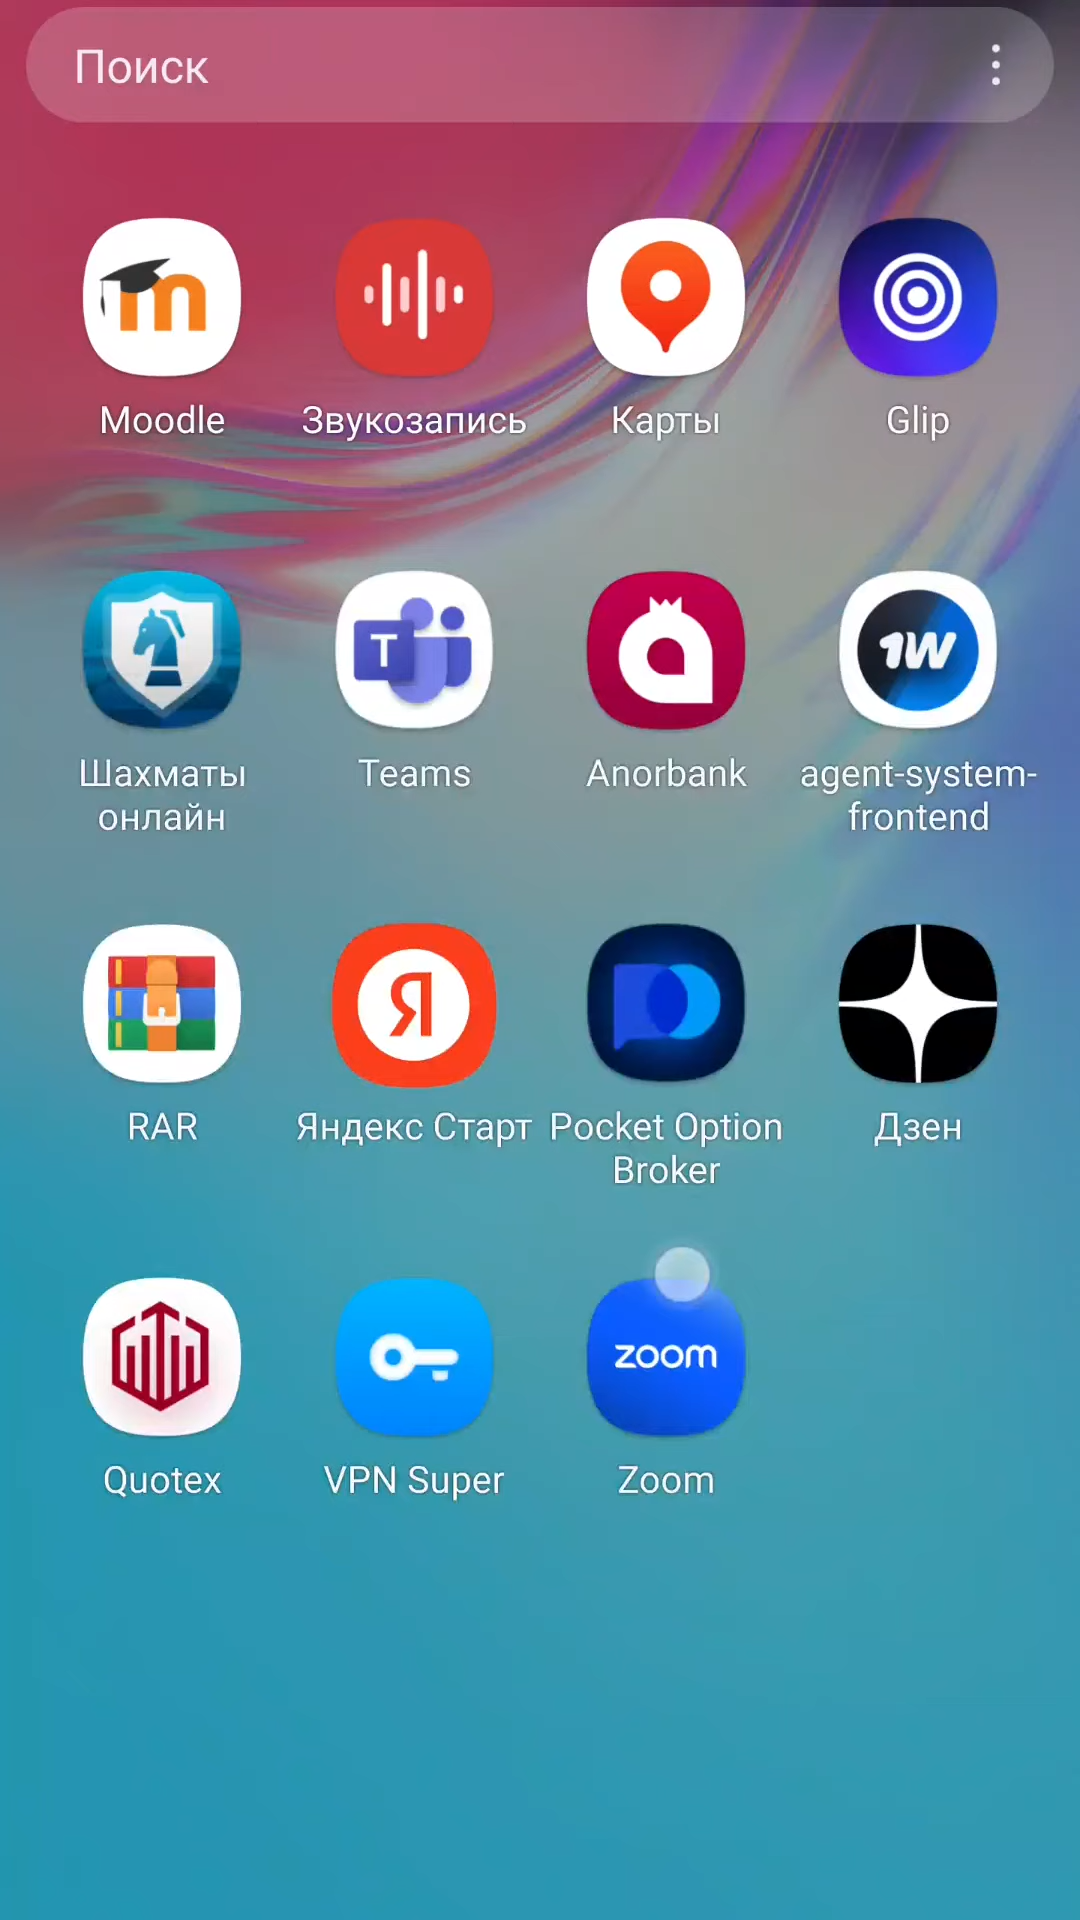 Поиск
Moodle
Звукозапись
Карты
Glip
T
1W
Шахматы
онлайн
Teams
Anorbank
agent-system-
frontend
Я
RAR
Яндекс Старт
Pocket Option
Broker
Дзен
zoom
Quotex
VPN Super
Zoom